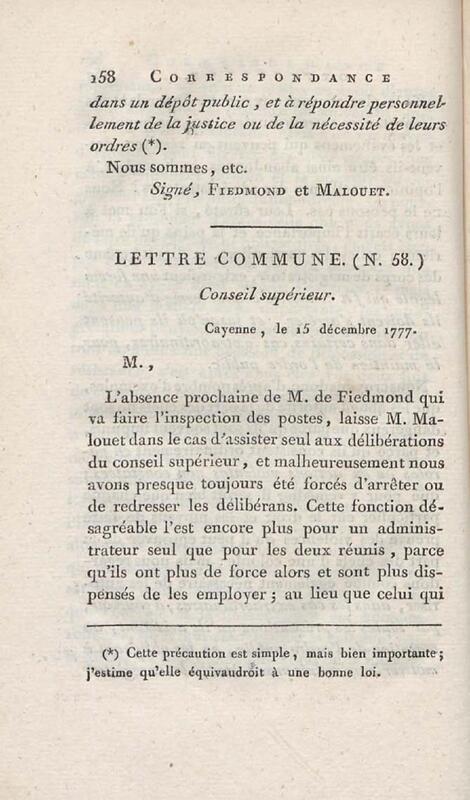 158 CORRESPONDANCE
dans un dépôt public, et à répondre personnel-
lement de la justice ou de la nécessité de leurs
ordres (*).
Nous sommes, etc.
Signé, FIEDMOND et MALOUET.
LETTRE COMMUNE. (N. 58.)
Conseil supérieur.
Cayenne, le 15 décembre 1777.
M.,
L'absence prochaine de M. de Fiedmond qui
va faire l'inspection des postes, laisse M. Ma-
louet dans le cas d'assister seul aux délibérations
du conseil supérieur, et malheureusement nous
avons presque toujours été forcés d'arrêter ou
de redresser les délibérans. Cette fonction dé-
sagréable l'est encore plus pour un adminis-
trateur seul que pour les deux réunis, parce
qu'ils ont plus de force alors et sont plus dis-
pensés de les employer; au lieu que celui qui
(*) Cette précaution est simple, mais bien importante;
j'estime qu'elle équivaudroit à une bonne loi.